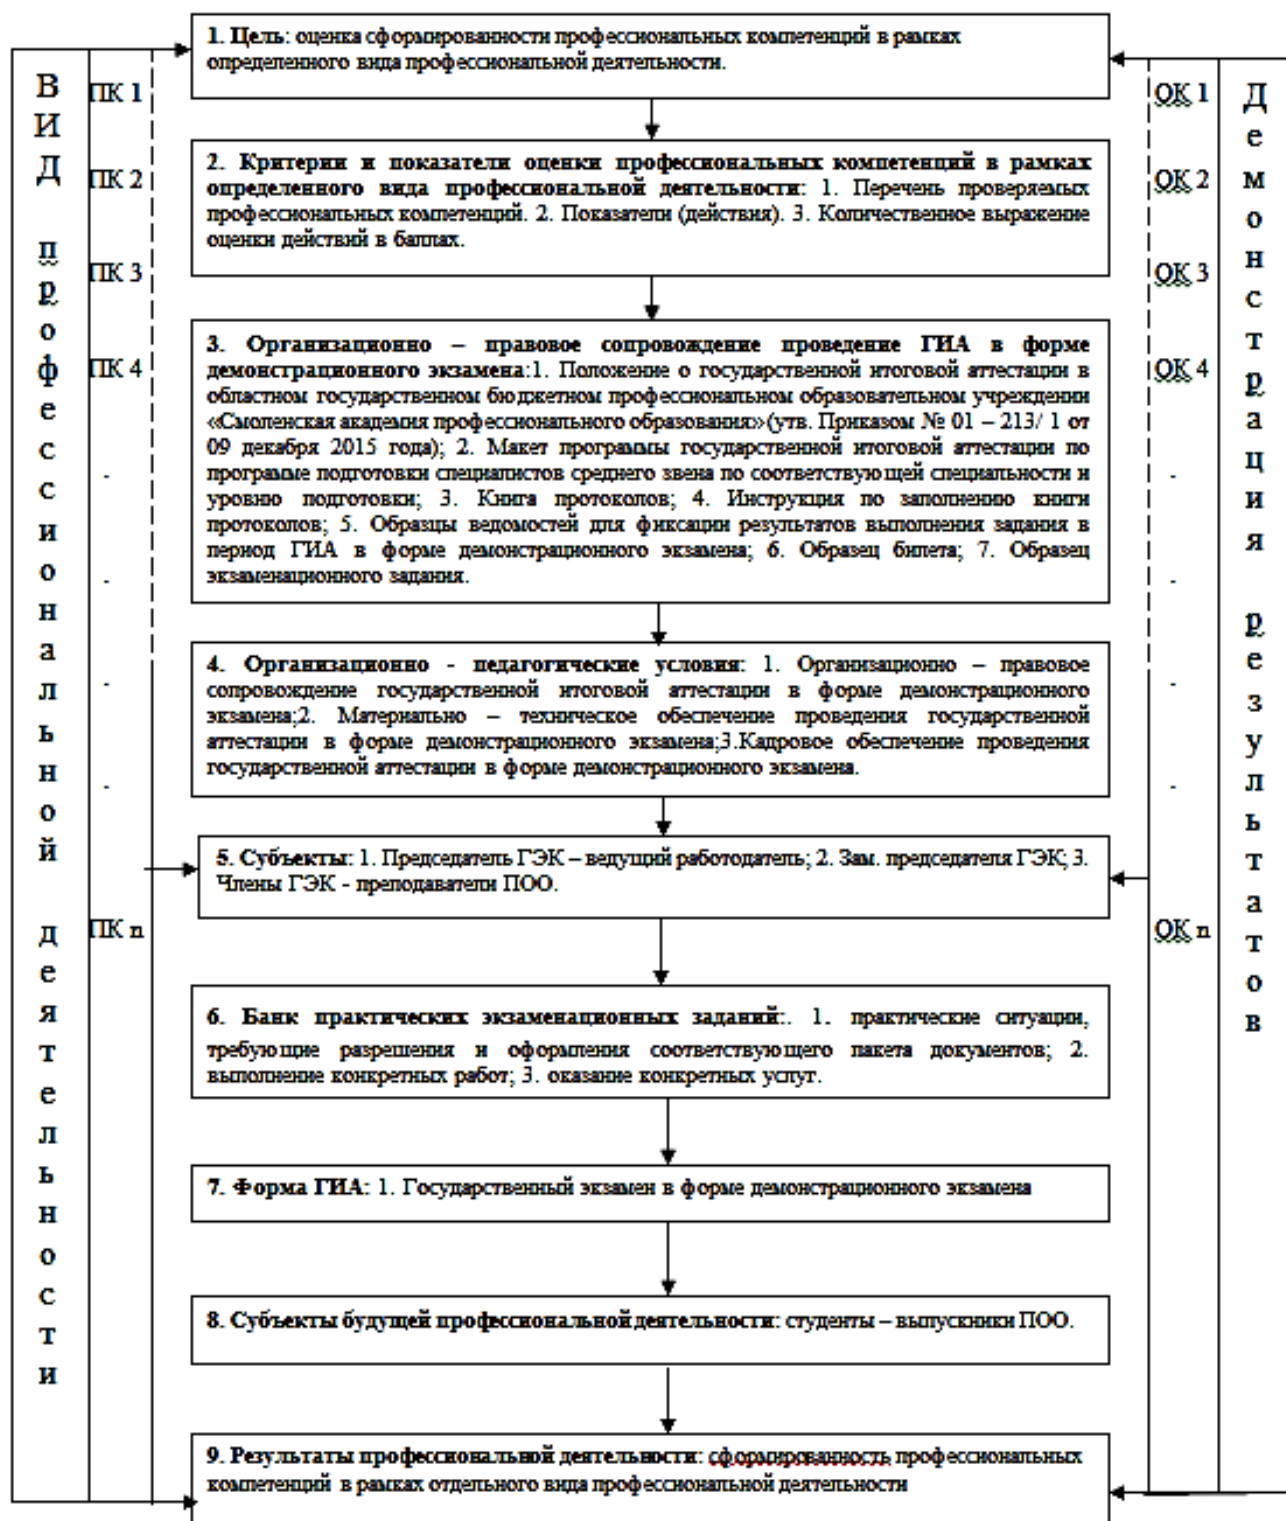 1. Цель: оценка сформированности профессиональных компетенций в рамках
определенного вида профессиональной деятельности.
2. Критерии и показатели оценки профессиональных компетенций в рамках
определенного вида профессиональной деятельности: 1. Перечень проверяемых
профессиональных компетенций. 2. Показатели (действия). 3. Количественное выражение
оценки действий в баллах.
3. Организационно – правовое сопровождение проведение ГИА в форме
демонстрационного экзамена:1. Положение о государственной итоговой аттестации в
областном государственном бюджетном профессиональном образовательном учреждении
«Смоленская академия профессионального образования» (утв. Приказом № 01 – 213/ 1 от
09 декабря 2015 года); 2. Макет программы государственной итоговой аттестации по
программе подготовки специалистов среднего звена по соответствующей специальности и
уровню подготовки; 3. Книга протоколов; 4. Инструкция по заполнению книги
протоколов; 5. Образцы ведомостей для фиксации результатов выполнения задания в
период ГИА в форме демонстрационного экзамена; 6. Образец билета; 7. Образец
экзаменационного задания.
4. Организационно - педагогические условия: 1. Организационно – правовое
сопровождение государственной итоговой аттестации в форме демонстрационного
экзамена;2. Материально – техническое обеспечение проведения государственной
аттестации в форме демонстрационного экзамена;3.Кадровое обеспечение проведения
государственной аттестации в форме демонстрационного экзамена.
5. Субъекты: 1. Председатель ГЭК – ведущий работодатель; 2. Зам. председателя ГЭК; 3.
Члены ГЭК - преподаватели ПОО.
6. Банк практических экзаменационных заданий:. 1. практические ситуации,
требующие разрешения и оформления соответствующего пакета документов; 2.
выполнение конкретных работ; 3. оказание конкретных услуг.
7. Форма ГИА: 1. Государственный экзамен в форме демонстрационного экзамена
8. Субъекты будущей профессиональной деятельности: студенты – выпускники ПОО.
9. Результаты профессиональной деятельности: сформированность профессиональных
компетенций в рамках отдельного вида профессиональной деятельности
ВИД профессиональной деятельности
ПК 1
ПК 2
ПК 3
ПК 4
ПК n
ОК 1
ОК 2
ОК 3
ОК 4
ОК n
Демонстрация результатов